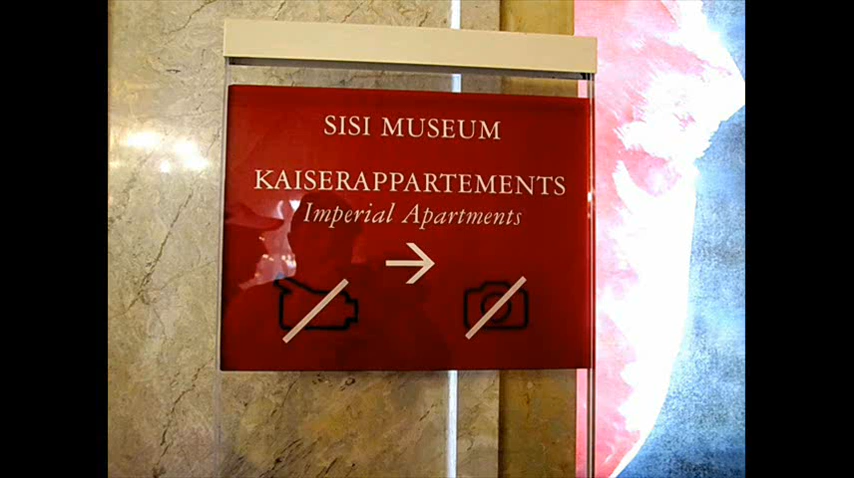 SISI MUSEUM
KAISERAPPARTEMENTS
Imperial Apartments